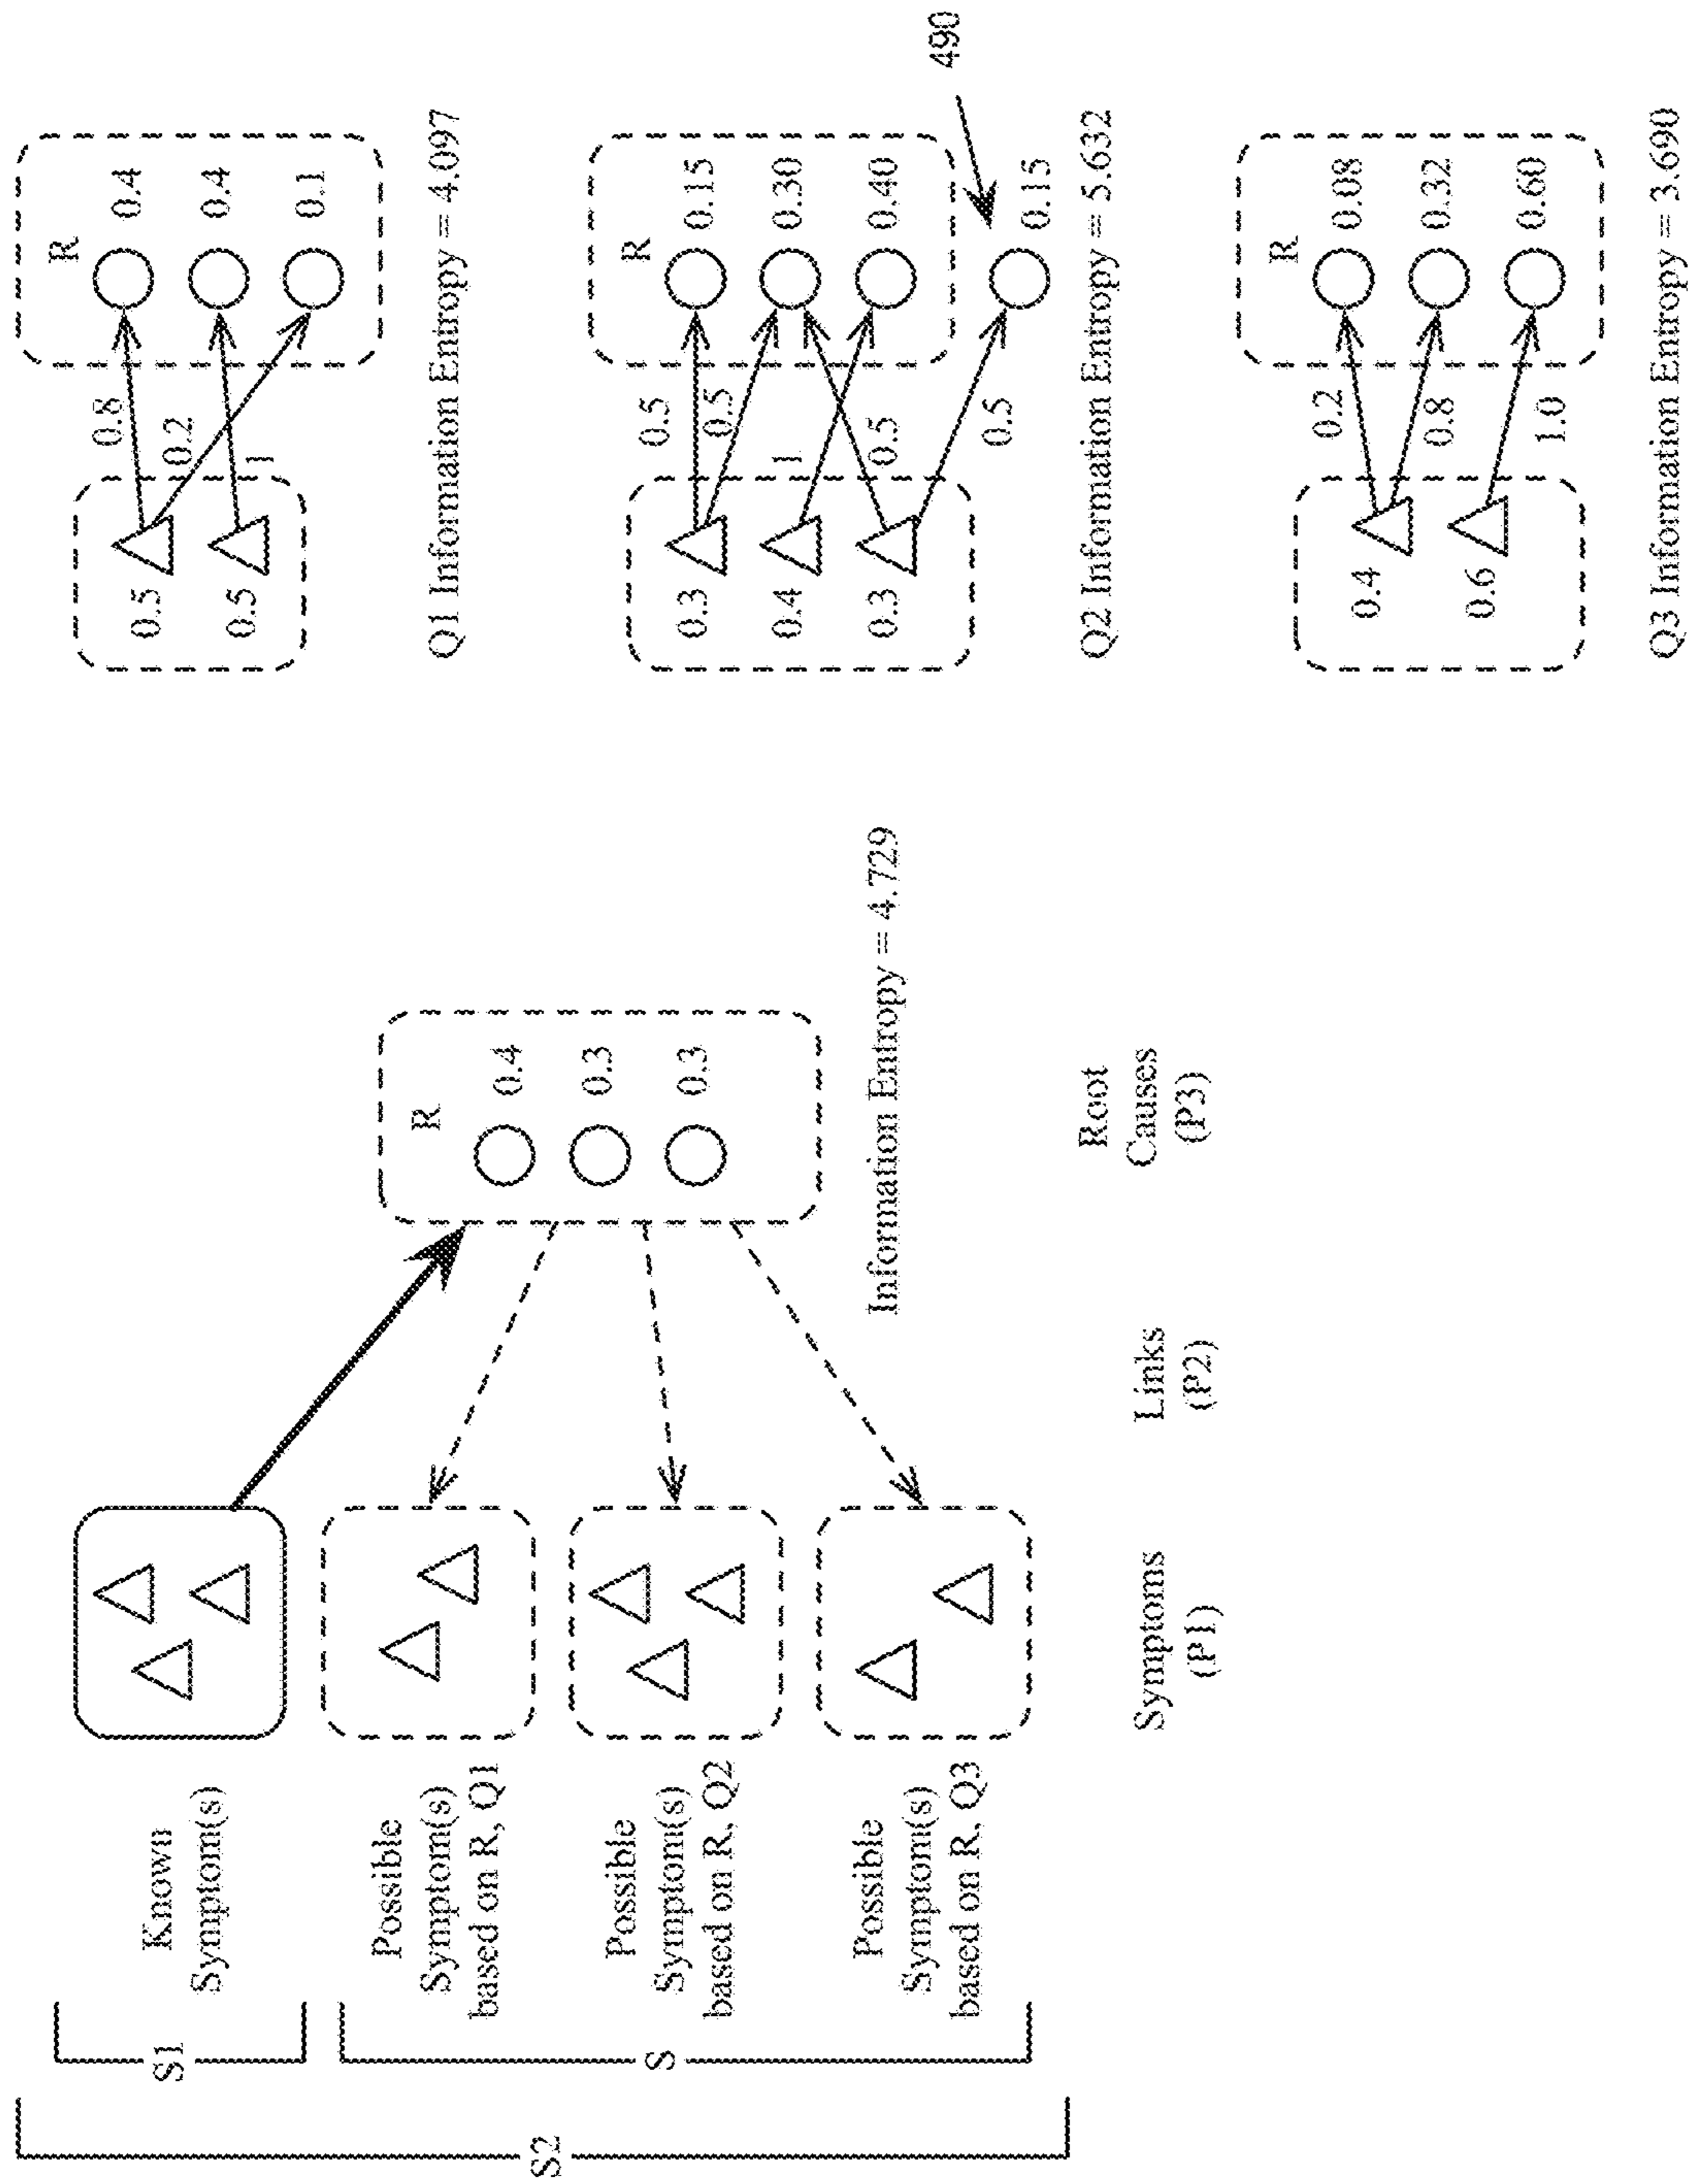 S2
S1
S
Known
Symptom(s)
Possible
Symptom(s)
based on R, Q1
Possible
Symptom(s)
based on R, Q2
Possible
Symptom(s)
based on R, Q3
Symptoms
(P1)
Links
(P2)
Root
Causes
(P3)
R
0.4
0.3
0.3
Information Entropy = 4.729
R
0.5
0.8
0.4
0.2
0.5
0.4
1
0.1
Q1 Information Entropy = 4.097
R
0.3
0.5
0.15
0.5
0.4
1
0.30
0.3
0.5
0.40
0.5
0.15
490
Q2 Information Entropy = 5.632
R
0.4
0.2
0.08
0.8
0.32
0.6
1.0
0.60
Q3 Information Entropy = 3.690